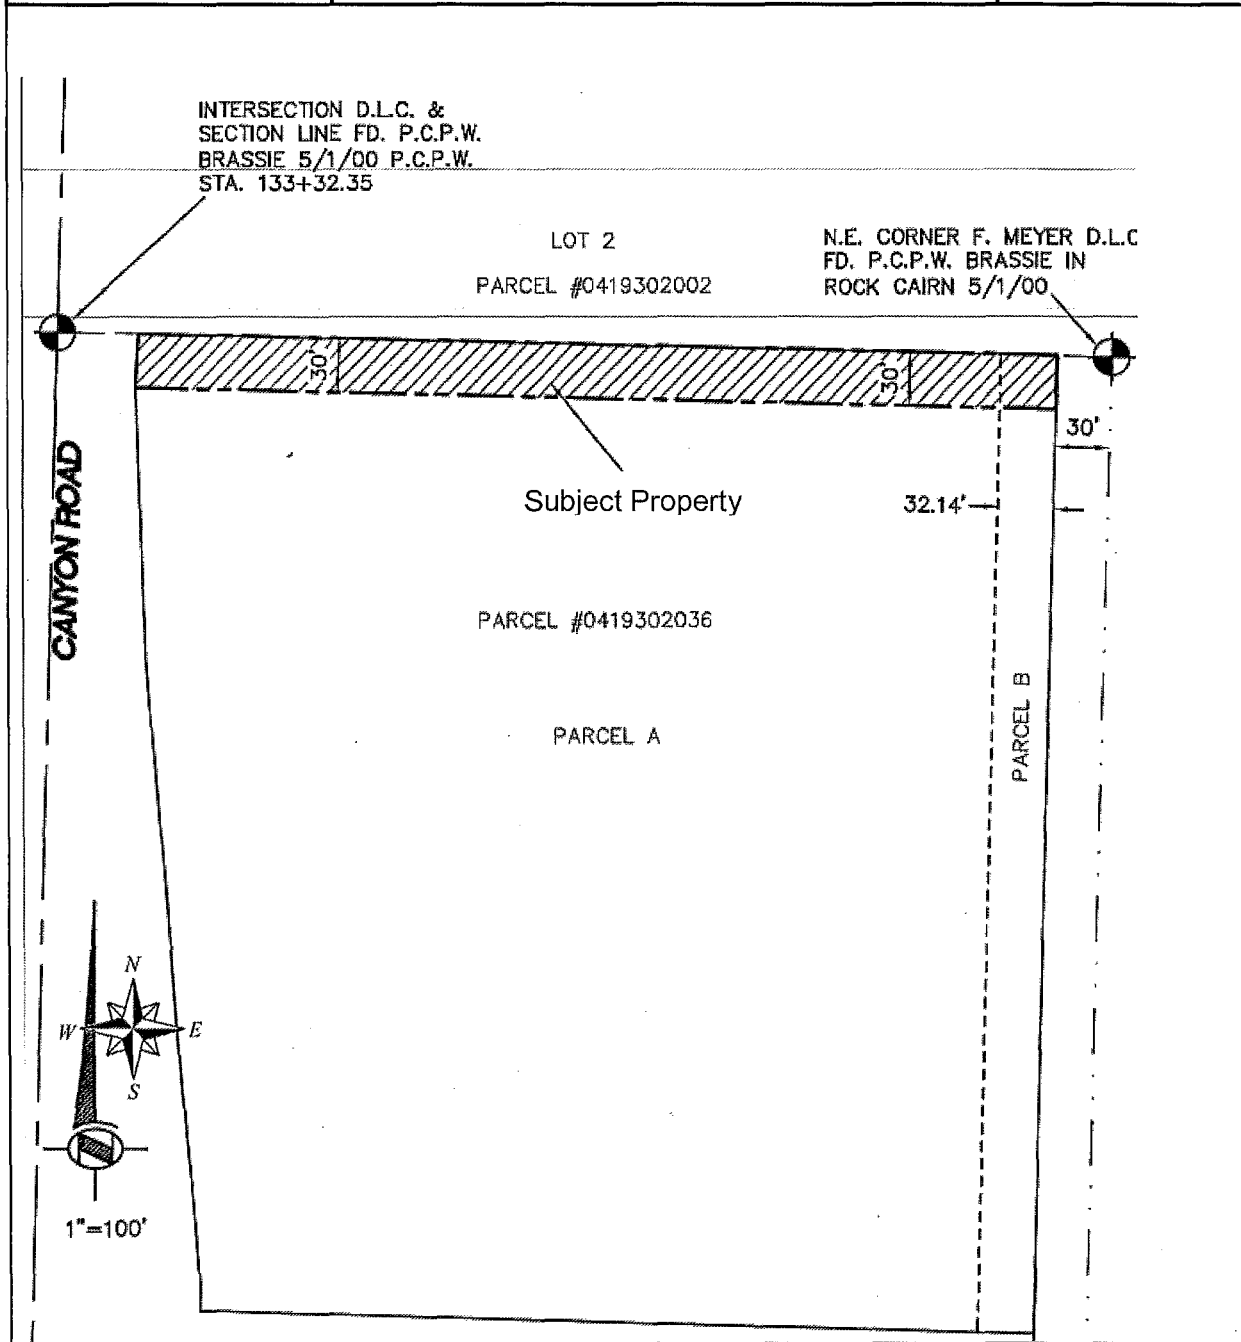 INTERSECTION D.L.C. &
SECTION LINE FD. P.C.P.W.
BRASSIE 5/1/00 P.C.P.W.
STA. 133+32.35
LOT 2
PARCEL #0419302002
N.E. CORNER F. MEYER D.L.C
FD. P.C.P.W. BRASSIE IN
ROCK CAIRN 5/1/00
30'
30'
30'
Subject Property
32.14'
CANYON ROAD
PARCEL #0419302036
PARCEL B
PARCEL A
N
W
E
S
1"=100'